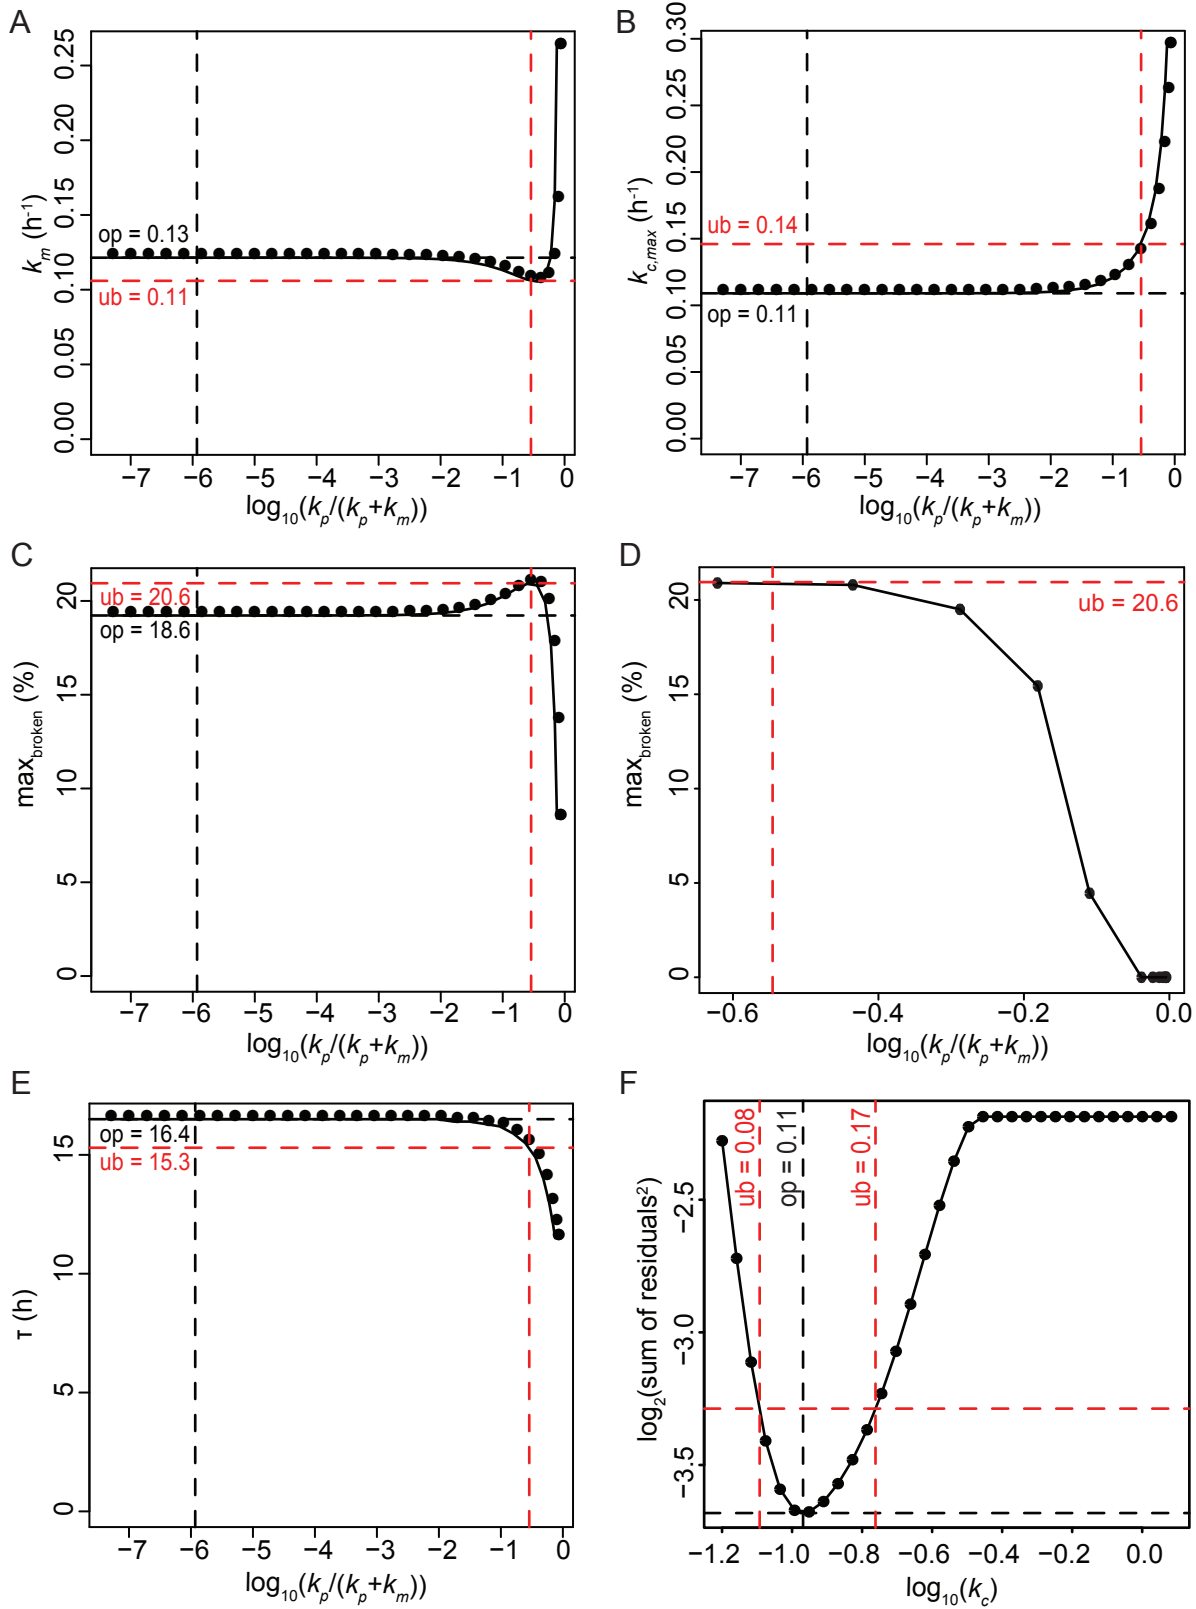 A
0.00 0.05 0.10 0.15 0.20 0.25
km (h-1)
op = 0.13
ub = 0.11
−7 −6 −5 −4 −3 −2 −1 0
log10(kp/(kp+km))
B
0.00 0.05 0.10 0.15 0.20 0.25 0.30
kc,max (h-1)
ub = 0.14
op = 0.11
−7 −6 −5 −4 −3 −2 −1 0
log10(kp/(kp+km))
C
0 5 10 15 20
maxbroken (%)
ub = 20.6
op = 18.6
−7 −6 −5 −4 −3 −2 −1 0
log10(kp/(kp+km))
D
0 5 10 15 20
maxbroken (%)
ub = 20.6
−0.6 −0.4 −0.2 0.0
log10(kp/(kp+km))
E
0 5 10 15
τ (h)
op = 16.4
ub = 15.3
−7 −6 −5 −4 −3 −2 −1 0
log10(kp/(kp+km))
F
−3.5 −3.0 −2.5
log2(sum of residuals2)
ub = 0.08
op = 0.11
ub = 0.17
−1.2 −1.0 −0.8 −0.6 −0.4 −0.2 0.0
log10(kc)